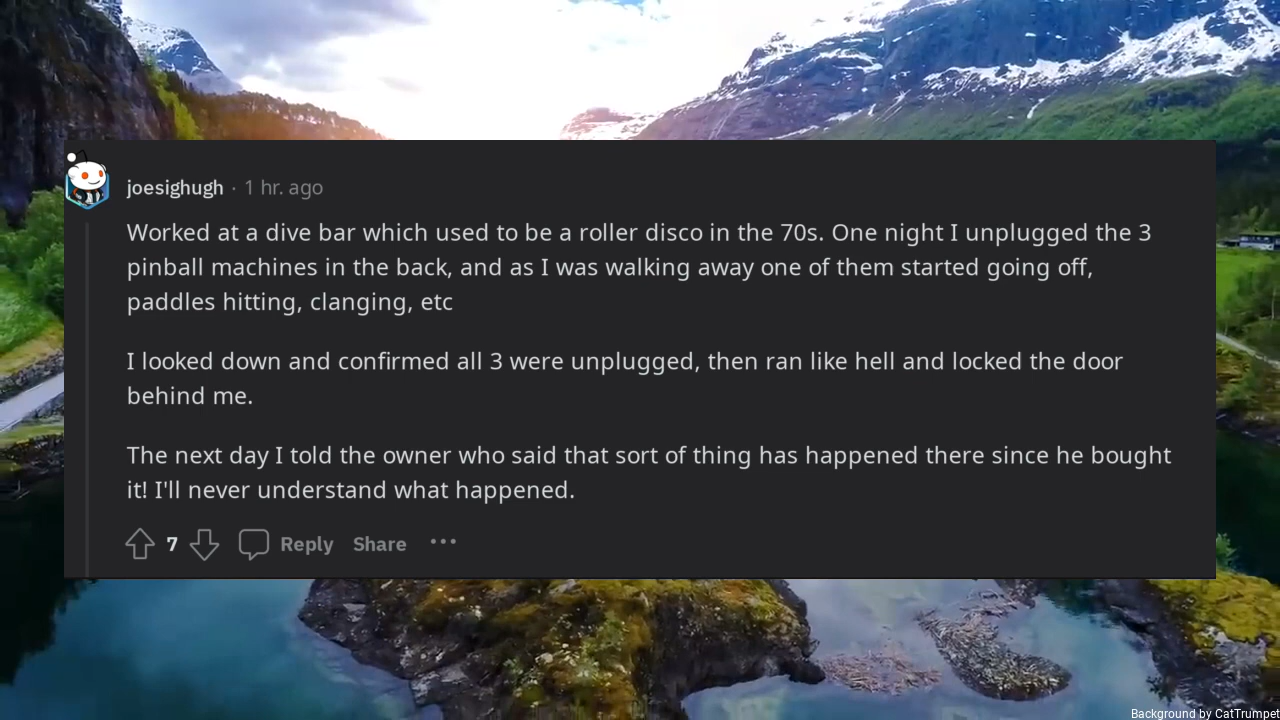 joesighugh · 1 hr. ago
Worked at a dive bar which used to be a roller disco in the 70s. One night I unplugged the 3
pinball machines in the back, and as I was walking away one of them started going off,
paddles hitting, clanging, etc
I looked down and confirmed all 3 were unplugged, then ran like hell and locked the door
behind me.
The next day I told the owner who said that sort of thing has happened there since he bought
it! I'll never understand what happened.
7 Reply Share •••
Background by CatTrumpet